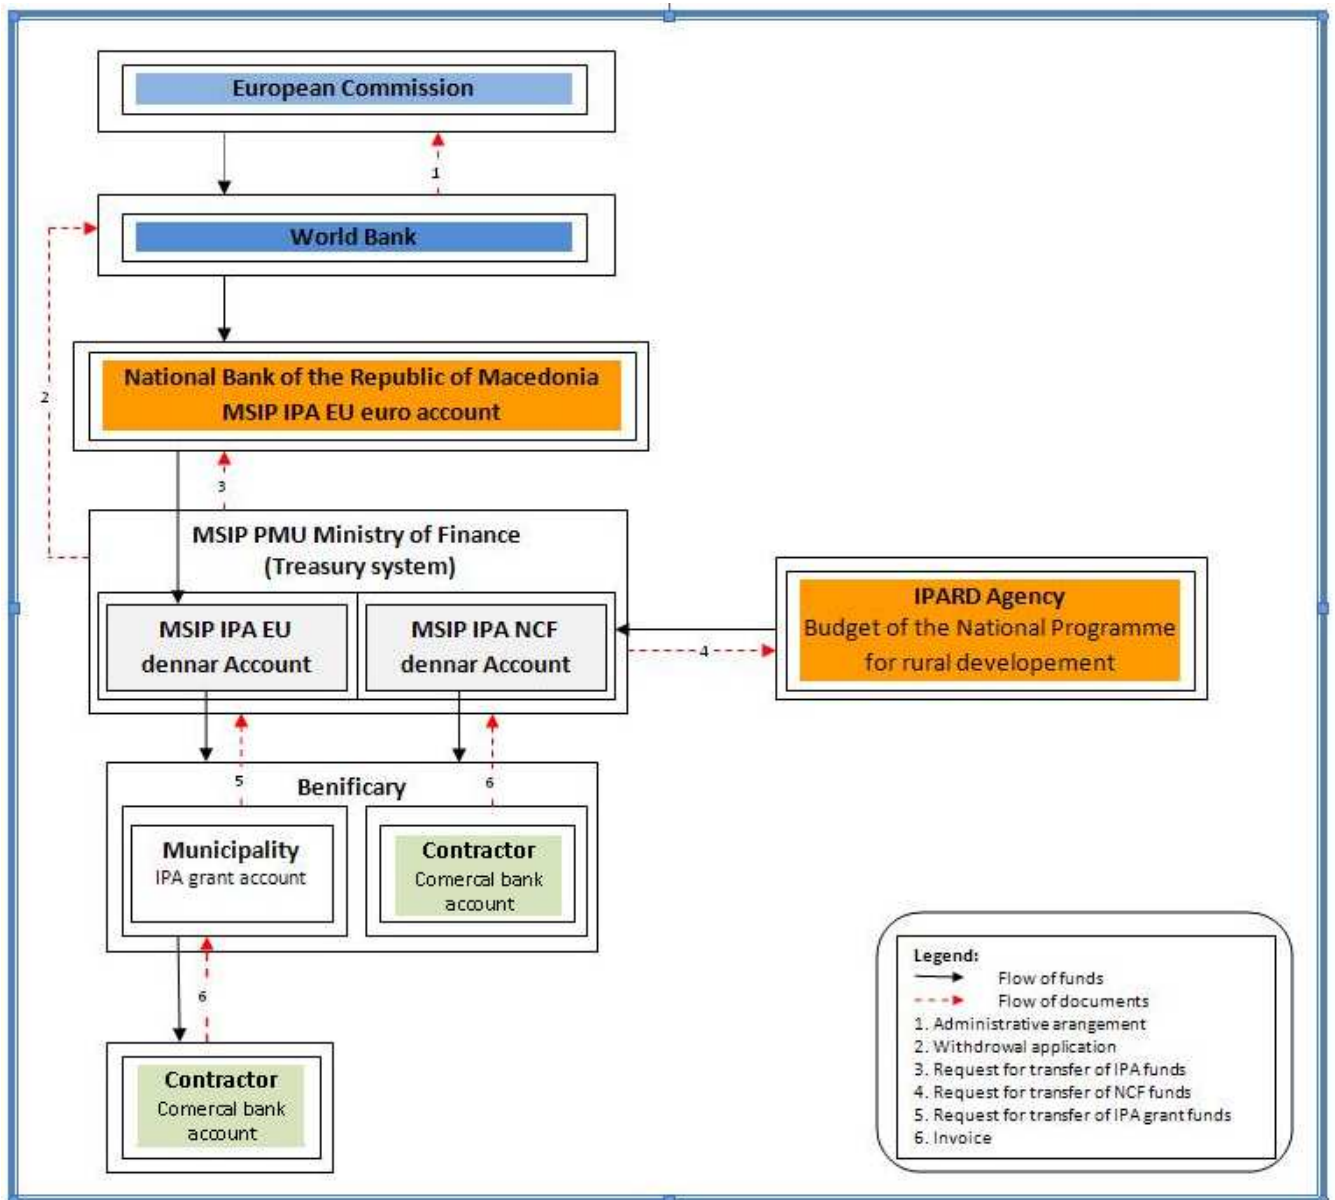 European Commission
1
World Bank
2
National Bank of the Republic of Macedonia
MSIP IPA EU euro account
3
MSIP PMU Ministry of Finance
(Treasury system)
MSIP IPA EU
dennar Account
MSIP IPA NCF
dennar Account
4
IPARD Agency
Budget of the National Programme
for rural developement
5
6
Benificary
Municipality
IPA grant account
Contractor
Comercal bank
account
6
Contractor
Comercal bank
account
Legend:
Flow of funds
Flow of documents
1. Administrative arangement
2. Withdrowal application
3. Request for transfer of IPA funds
4. Request for transfer of NCF funds
5. Request for transfer of IPA grant funds
6. Invoice